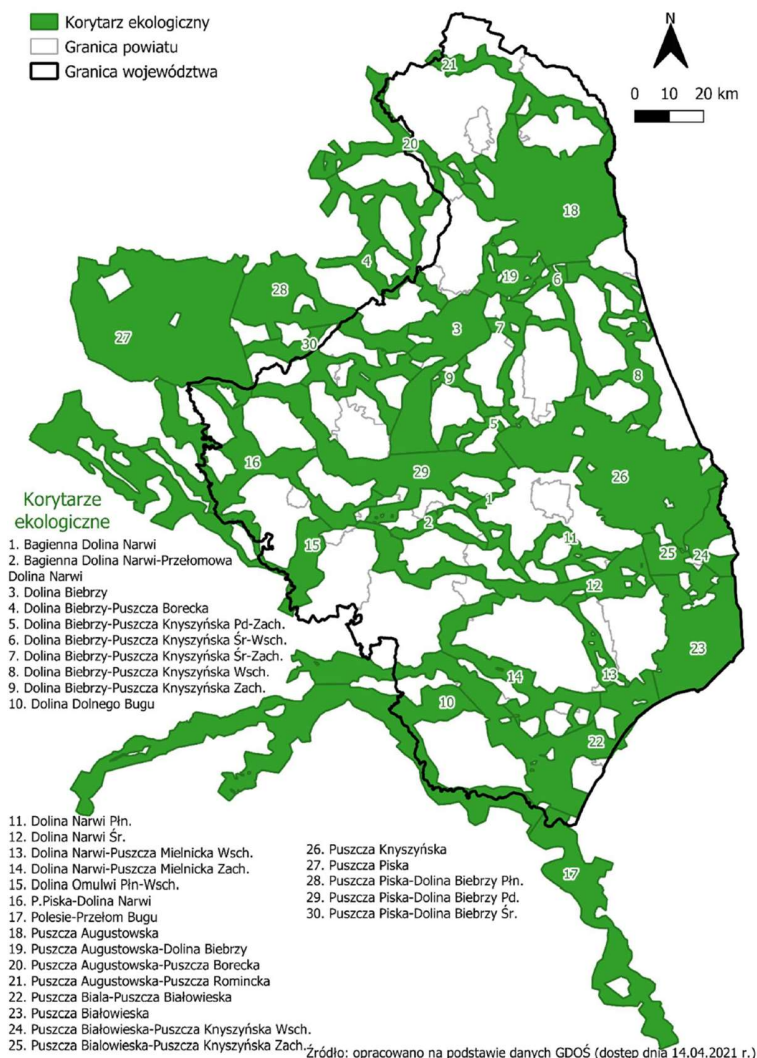 Korytarz ekologiczny
Granica powiatu
Granica województwa
N
0 10 20 km
21
20
18
4
28
19
6
27
3
7
30
9
8
5
16
29
26
1
2
11
15
25
24
12
23
14
13
10
22
17
Korytarze
ekologiczne
1. Bagienna Dolina Narwi
2. Bagienna Dolina Narwi-Przełomowa
Dolina Narwi
3. Dolina Biebrzy
4. Dolina Biebrzy-Puszcza Borecka
5. Dolina Biebrzy-Puszcza Knyszyńska Pd-Zach.
6. Dolina Biebrzy-Puszcza Knyszyńska Śr-Wsch.
7. Dolina Biebrzy-Puszcza Knyszyńska Śr-Zach.
8. Dolina Biebrzy-Puszcza Knyszyńska Wsch.
9. Dolina Biebrzy-Puszcza Knyszyńska Zach.
10. Dolina Dolnego Bugu
11. Dolina Narwi Płn.
12. Dolina Narwi Śr.
13. Dolina Narwi-Puszcza Mielnicka Wsch.
14. Dolina Narwi-Puszcza Mielnicka Zach.
15. Dolina Omulwi Płn-Wsch.
16. P.Piska-Dolina Narwi
17. Polesie-Przełom Bugu
18. Puszcza Augustowska
19. Puszcza Augustowska-Dolina Biebrzy
20. Puszcza Augustowska-Puszcza Borecka
21. Puszcza Augustowska-Puszcza Romincka
22. Puszcza Biala-Puszcza Białowieska
23. Puszcza Białowieska
24. Puszcza Białowieska-Puszcza Knyszyńska Wsch.
25. Puszcza Bialowieska-Puszcza Knyszyńska Zach.
26. Puszcza Knyszyńska
27. Puszcza Piska
28. Puszcza Piska-Dolina Biebrzy Płn.
29. Puszcza Piska-Dolina Biebrzy Pd.
30. Puszcza Piska-Dolina Biebrzy Śr.
Źródło: opracowano na podstawie danych GDOŚ (dostęp dnia 14.04.2021 r.)